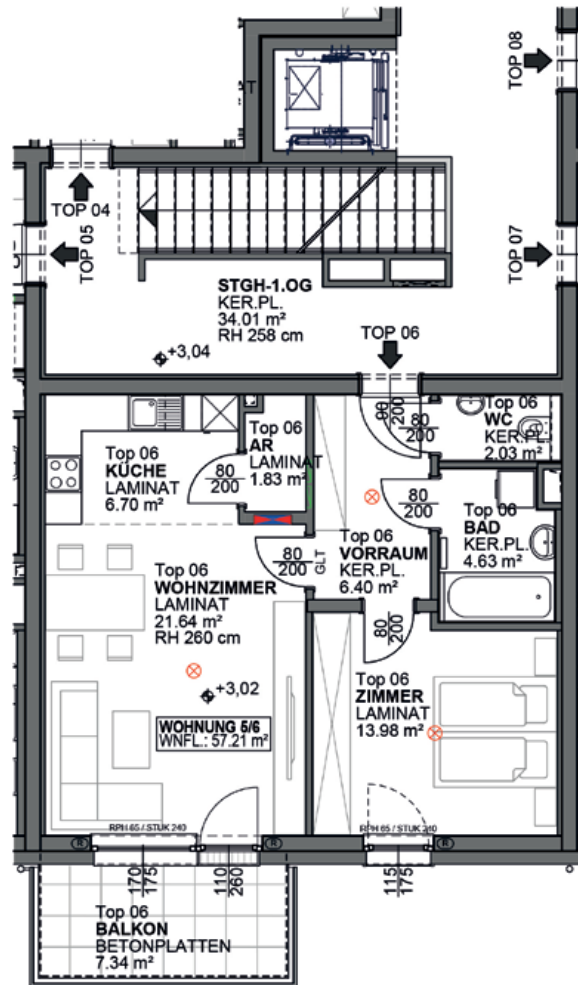 TOP 08
T
TOP 04
TOP 05
TOP 07
STGH-1.OG
KER.PL.
34.01 m²
RH 258 cm
TOP 06
+3,04
90
200
80
200
Top 06
WC
KER.PL.
2.03 m²
Top 06
KÜCHE
LAMINAT
6.70 m²
80
200
Top 06
AR
LAMINAT
1.83 m²
80
200
Top 06
BAD
KER.PL.
4.63 m²
80
200
GLT
Top 06
VORRAUM
KER.PL.
6.40 m²
Top 06
WOHNZIMMER
LAMINAT
21.64 m²
RH 260 cm
80
200
+3,02
Top 06
ZIMMER
LAMINAT
13.98 m²
WOHNUNG 5/6
WNFL.: 57.21 m²
RPH 65 / STUK 240
RPH 65 / STUK 240
R
R
170
175
110
260
115
175
Top 06
BALKON
BETONPLATTEN
7.34 m²